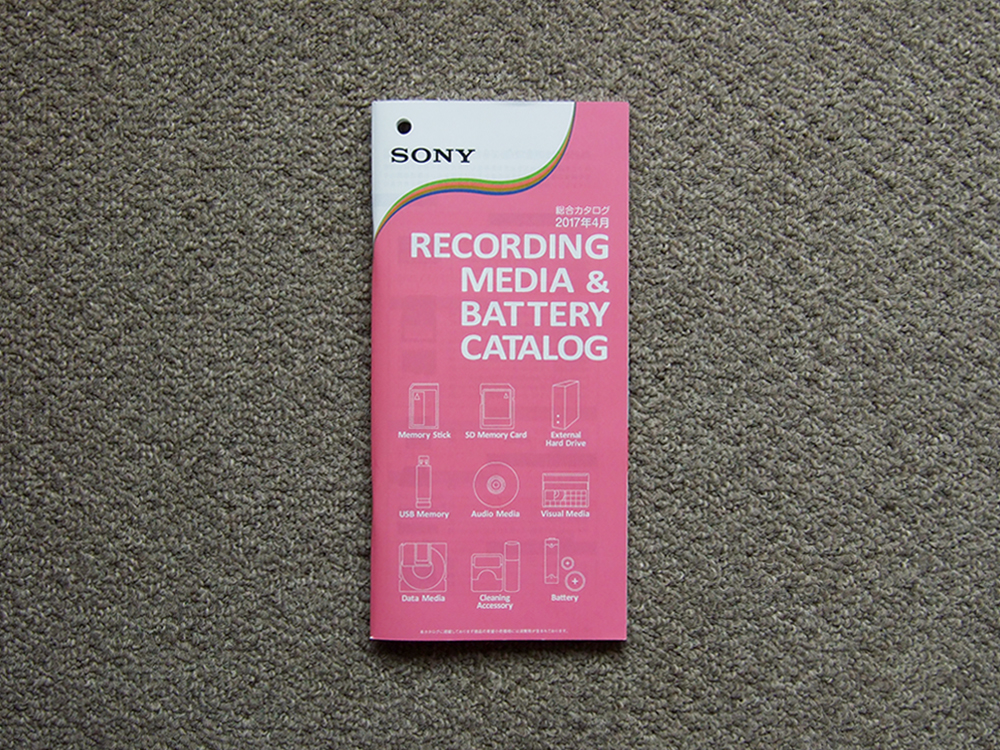 SONY
総合カタログ
2017年4月
RECORDING
MEDIA &
BATTERY
CATALOG
Memory Stick
SD Memory Card
External
Hard Drive
USB Memory
Audio Media
Visual Media
Data Media
Cleaning
Accessory
Battery